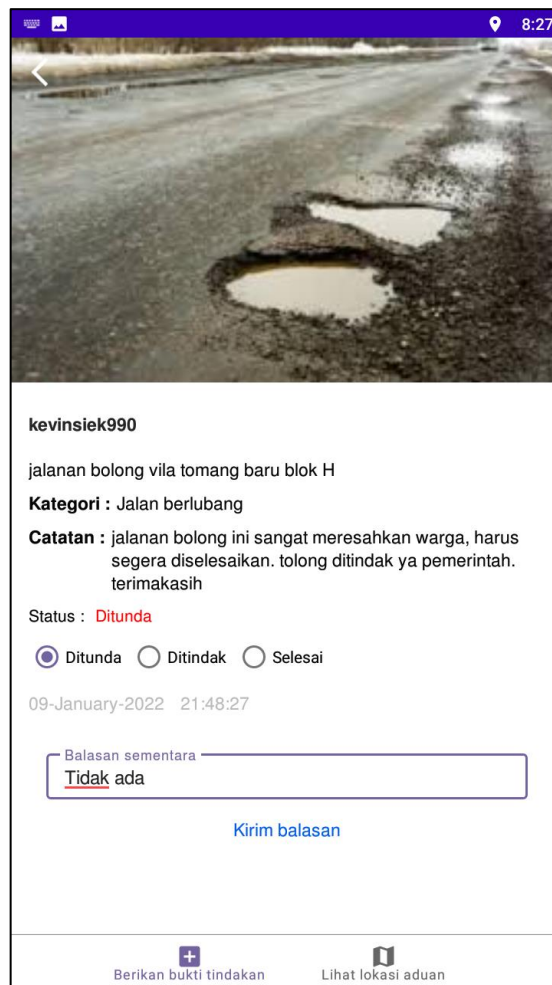 8:27
kevinsiek990
jalanan bolong vila tomang baru blok H
Kategori : Jalan berlubang
Catatan : jalanan bolong ini sangat meresahkan warga, harus
segera diselesaikan. tolong ditindak ya pemerintah.
terimakasih
Status : Ditunda
Ditunda Ditindak Selesai
09-January-2022 21:48:27
Balasan sementara
Tidak ada
Kirim balasan
Berikan bukti tindakan Lihat lokasi aduan